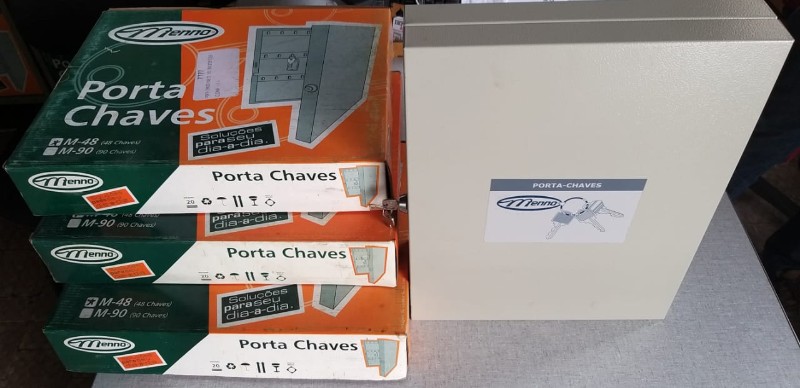 Menno
Porta
Chaves
M-48 (48 Chaves)
M-90 (90 Chaves)
Soluções
para seu
dia-a-dia.
Menno
Porta Chaves
20
M-90 (90 Chaves)
dia-a-dia.
Menno
Porta Chaves
20
M-48 (48 Chaves)
M-90 (90 Chaves)
Soluções
para seu
dia-a-dia.
Menno
Porta Chaves
20
PORTA-CHAVES
Menno